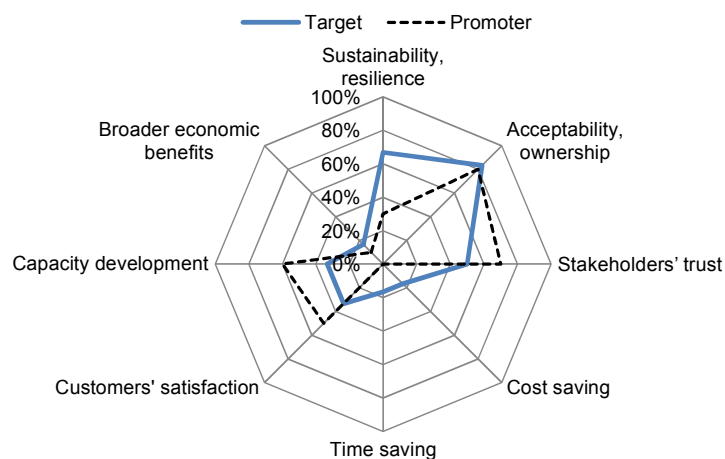 Target
Promoter
Sustainability,
resilience
100%
80%
60%
40%
20%
0%
Acceptability,
ownership
Stakeholders’ trust
Cost saving
Time saving
Customers' satisfaction
Capacity development
Broader economic
benefits